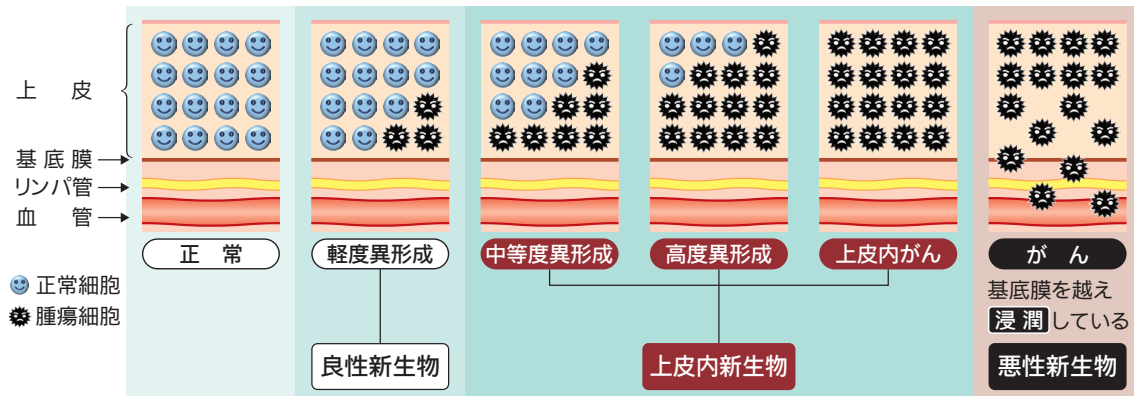 上 皮
基 底 膜
リンパ管
血 管
正常細胞
腫瘍細胞
正 常
軽度異形成
中等度異形成
高度異形成
上皮内がん
が ん
基底膜を越え
浸 潤 している
良性新生物
上皮内新生物
悪性新生物